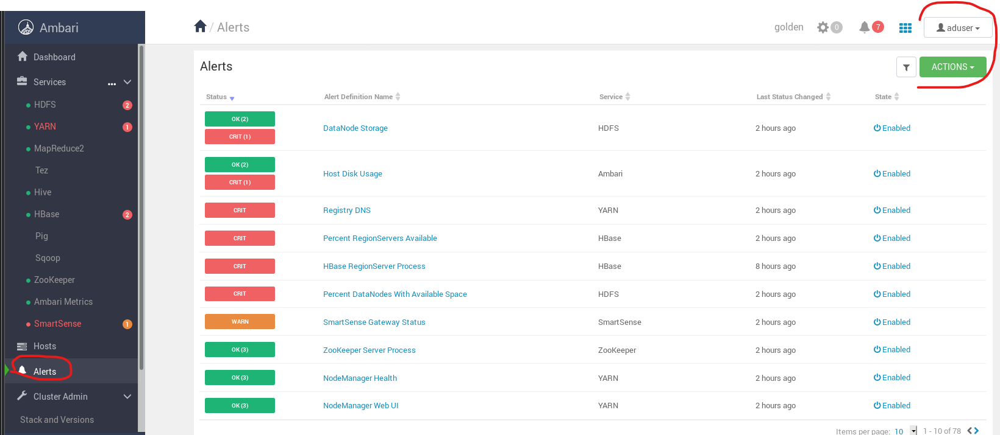 Ambari
Dashboard
Services ...
HDFS 2
YARN 1
MapReduce2
Tez
Hive
HBase 2
Pig
Sqoop
ZooKeeper
Ambari Metrics
SmartSense 1
Hosts
Alerts
Cluster Admin
Stack and Versions
/ Alerts
golden 0 7 aduser
Alerts
ACTIONS
Status Alert Definition Name Service Last Status Changed State
OK (2)
CRIT (1)
DataNode Storage HDFS 2 hours ago Enabled
OK (2)
CRIT (1)
Host Disk Usage Ambari 2 hours ago Enabled
CRIT Registry DNS YARN 2 hours ago Enabled
CRIT Percent RegionServers Available HBase 2 hours ago Enabled
CRIT HBase RegionServer Process HBase 8 hours ago Enabled
CRIT Percent DataNodes With Available Space HDFS 2 hours ago Enabled
WARN SmartSense Gateway Status SmartSense 2 hours ago Enabled
OK (3) ZooKeeper Server Process ZooKeeper 2 hours ago Enabled
OK (3) NodeManager Health YARN 2 hours ago Enabled
OK (3) NodeManager Web UI YARN 2 hours ago Enabled
Items per page: 10 1 - 10 of 78